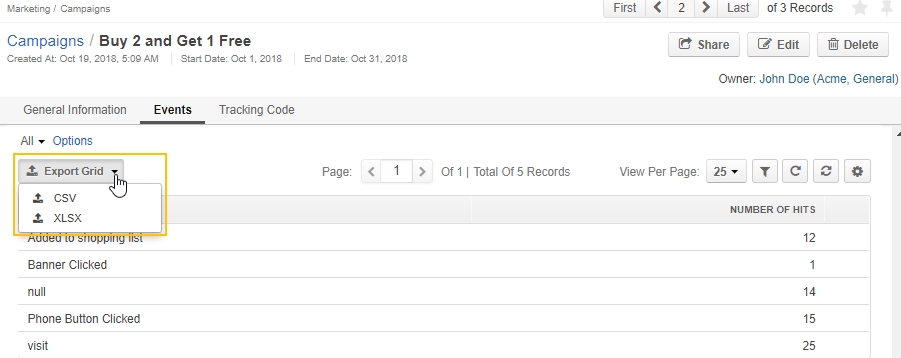 Marketing / Campaigns
First 2 Last of 3 Records
Campaigns / Buy 2 and Get 1 Free
Share Edit Delete
Created At: Oct 19, 2018, 5:09 AM Start Date: Oct 1, 2018 End Date: Oct 31, 2018
Owner: John Doe (Acme, General)
General Information Events Tracking Code
All Options
Export Grid Page: 1 Of 1 | Total Of 5 Records View Per Page: 25
CSV
XLSX
NUMBER OF HITS
Added to shopping list 12
Banner Clicked 1
null 14
Phone Button Clicked 15
visit 25